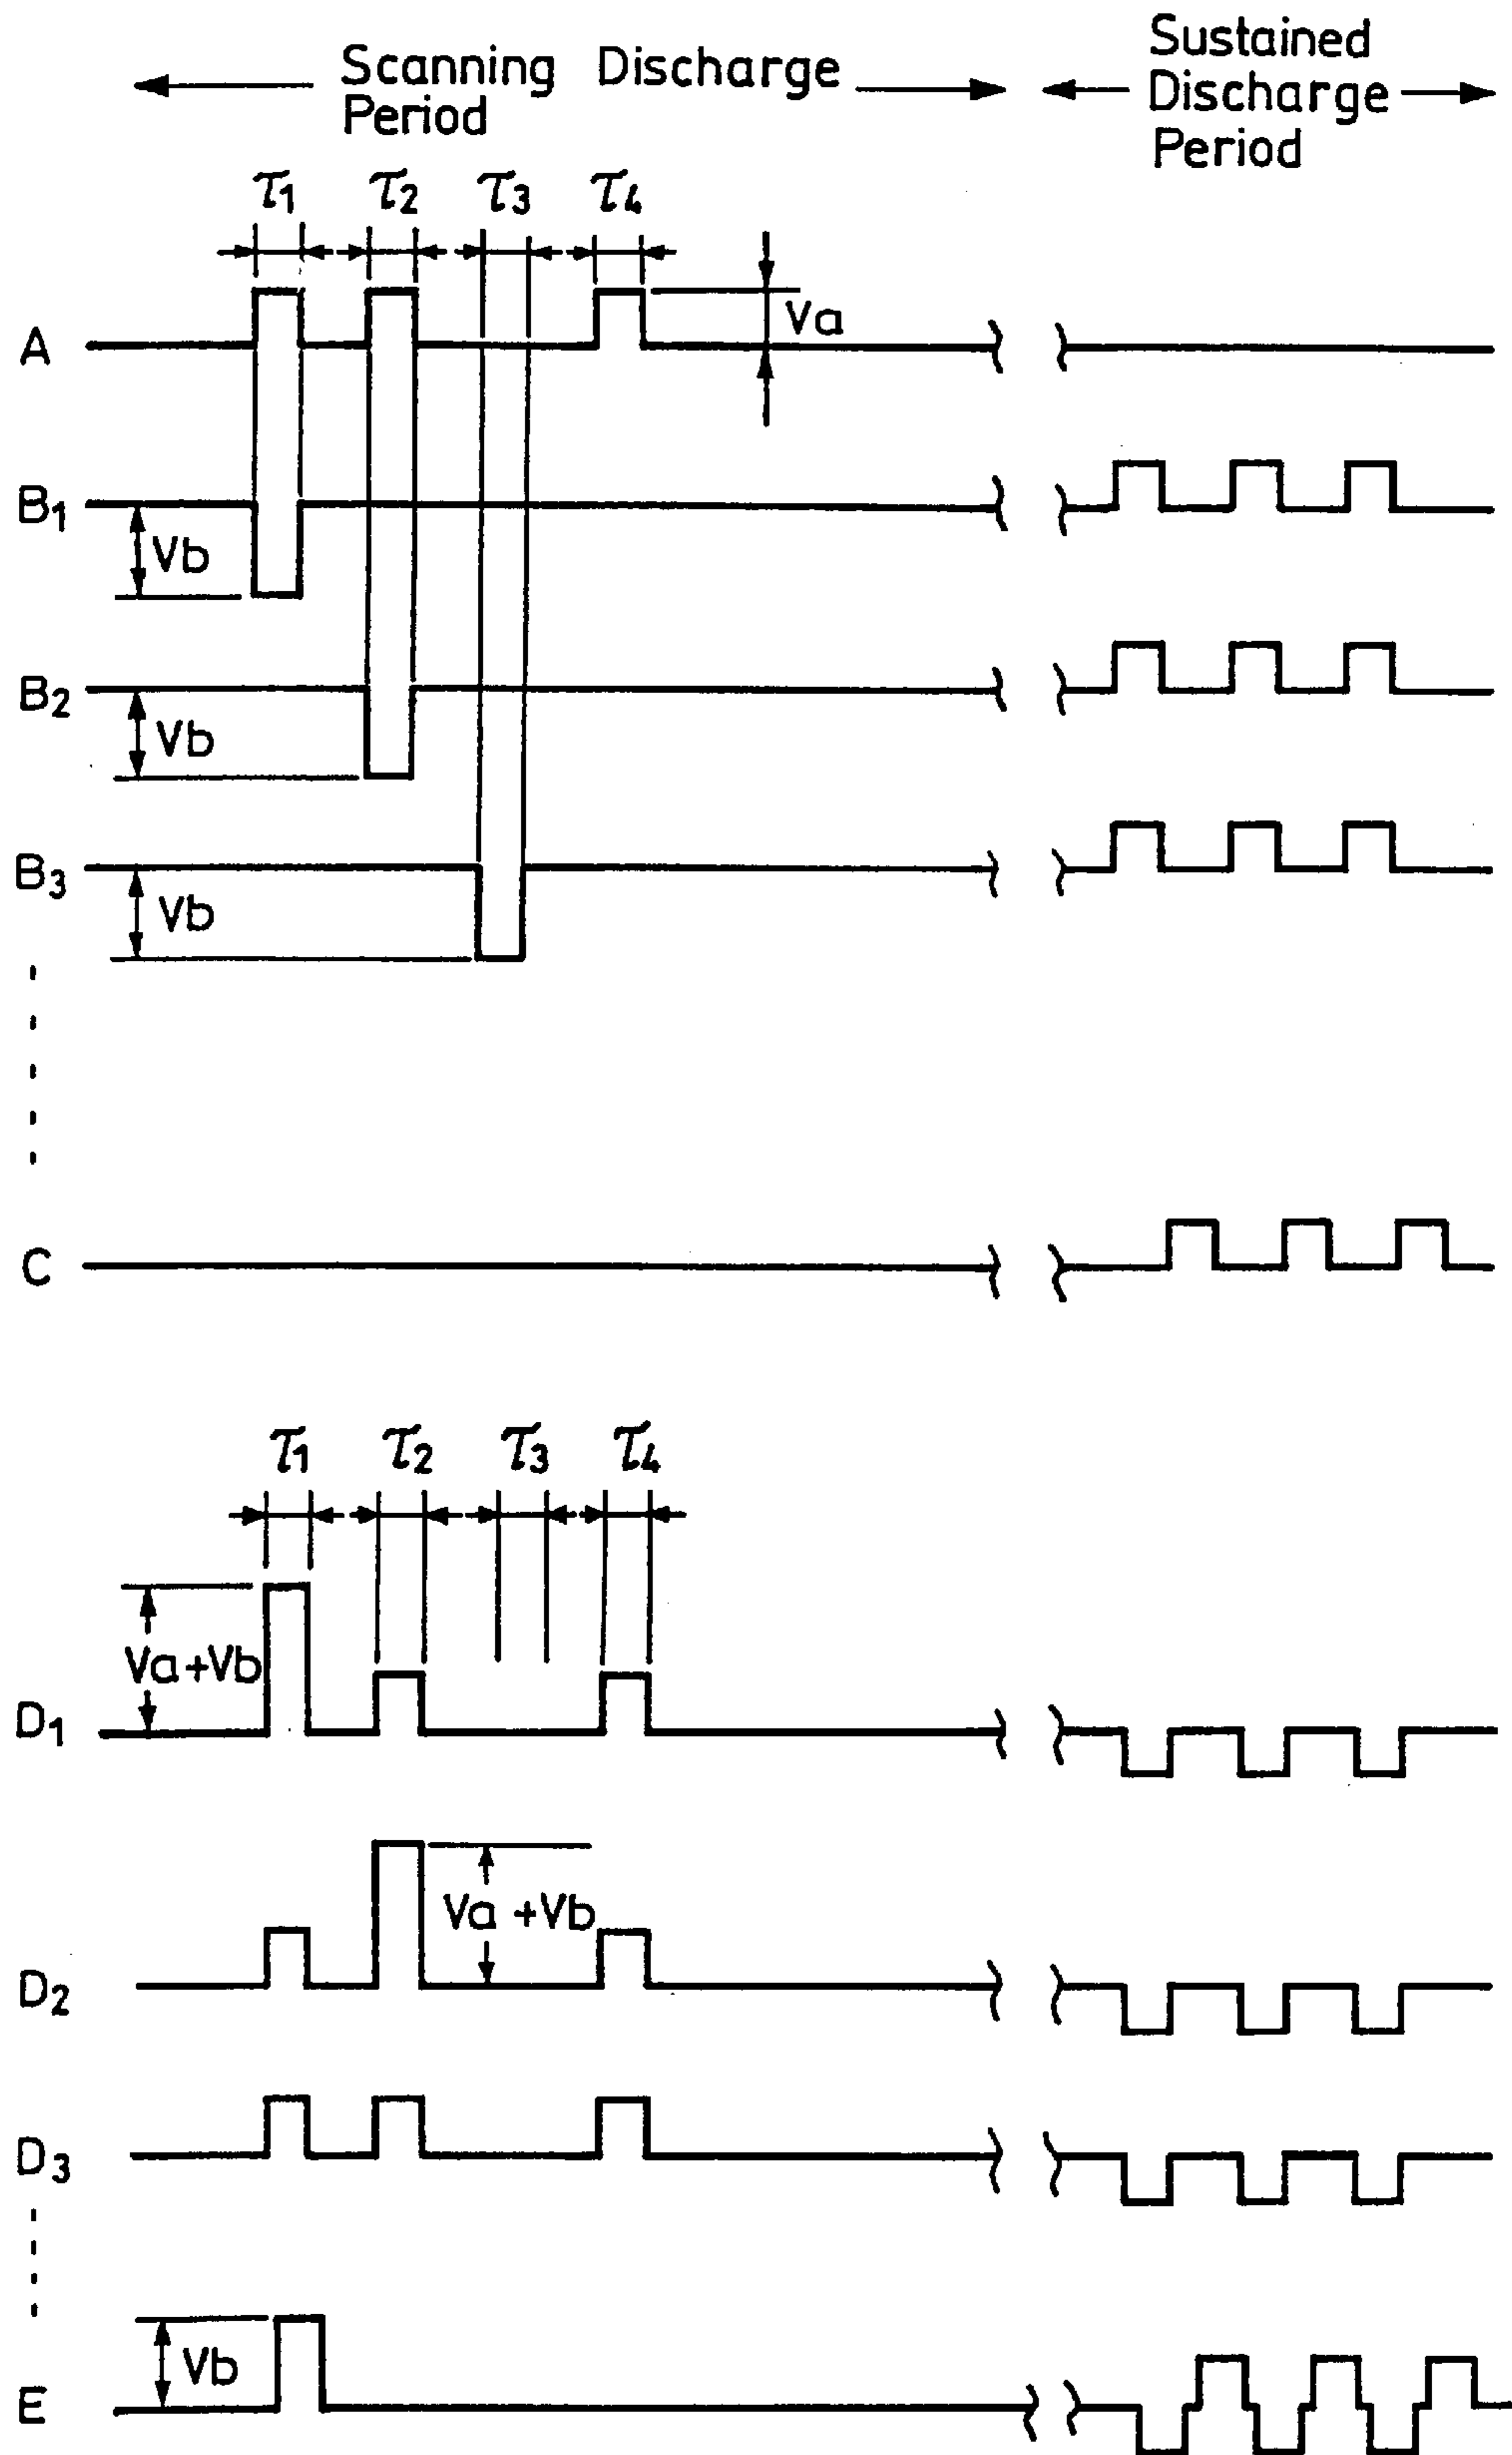 Scanning Discharge
Period
Sustained
Discharge
Period
τ1 τ2 τ3 τ4
A
Va
B1
Vb
B2
Vb
B3
Vb
C
τ1 τ2 τ3 τ4
Va+Vb
D1
Va+Vb
D2
D3
Vb
E